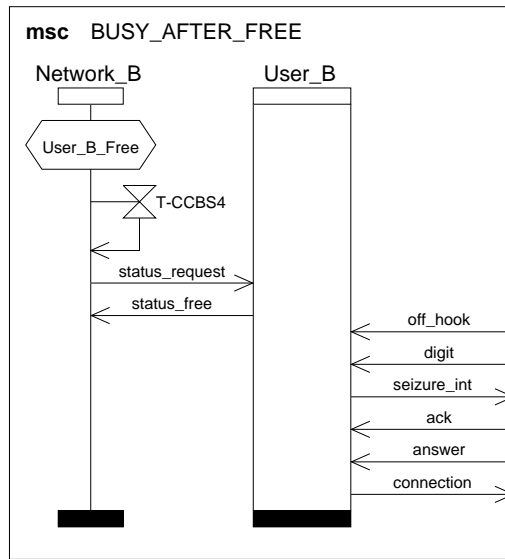 msc BUSY_AFTER_FREE
Network_B
User_B
User_B_Free
T-CCBS4
status_request
status_free
off_hook
digit
seizure_int
ack
answer
connection